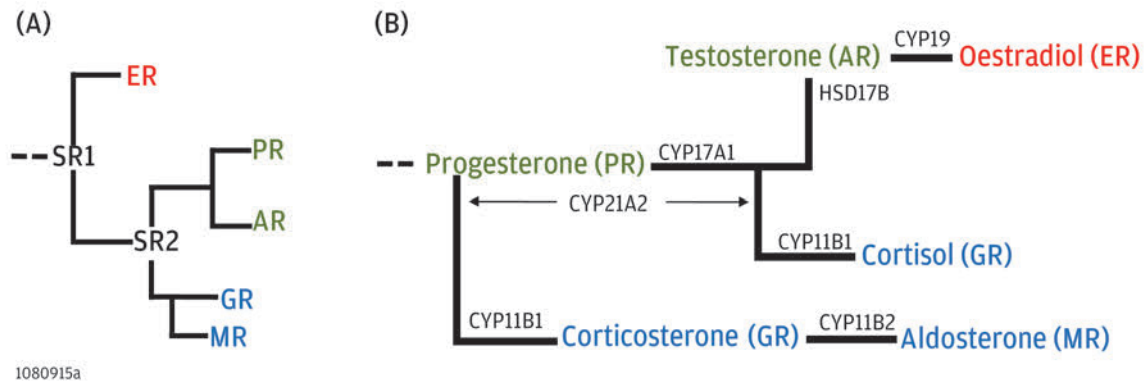 (A)
(B)
ER
SR1
PR
AR
SR2
GR
MR
CYP19
Testosterone (AR)
Oestradiol (ER)
HSD17B
Progesterone (PR)
CYP17A1
CYP21A2
CYP11B1
Cortisol (GR)
CYP11B1
Corticosterone (GR)
CYP11B2
Aldosterone (MR)
1080915a